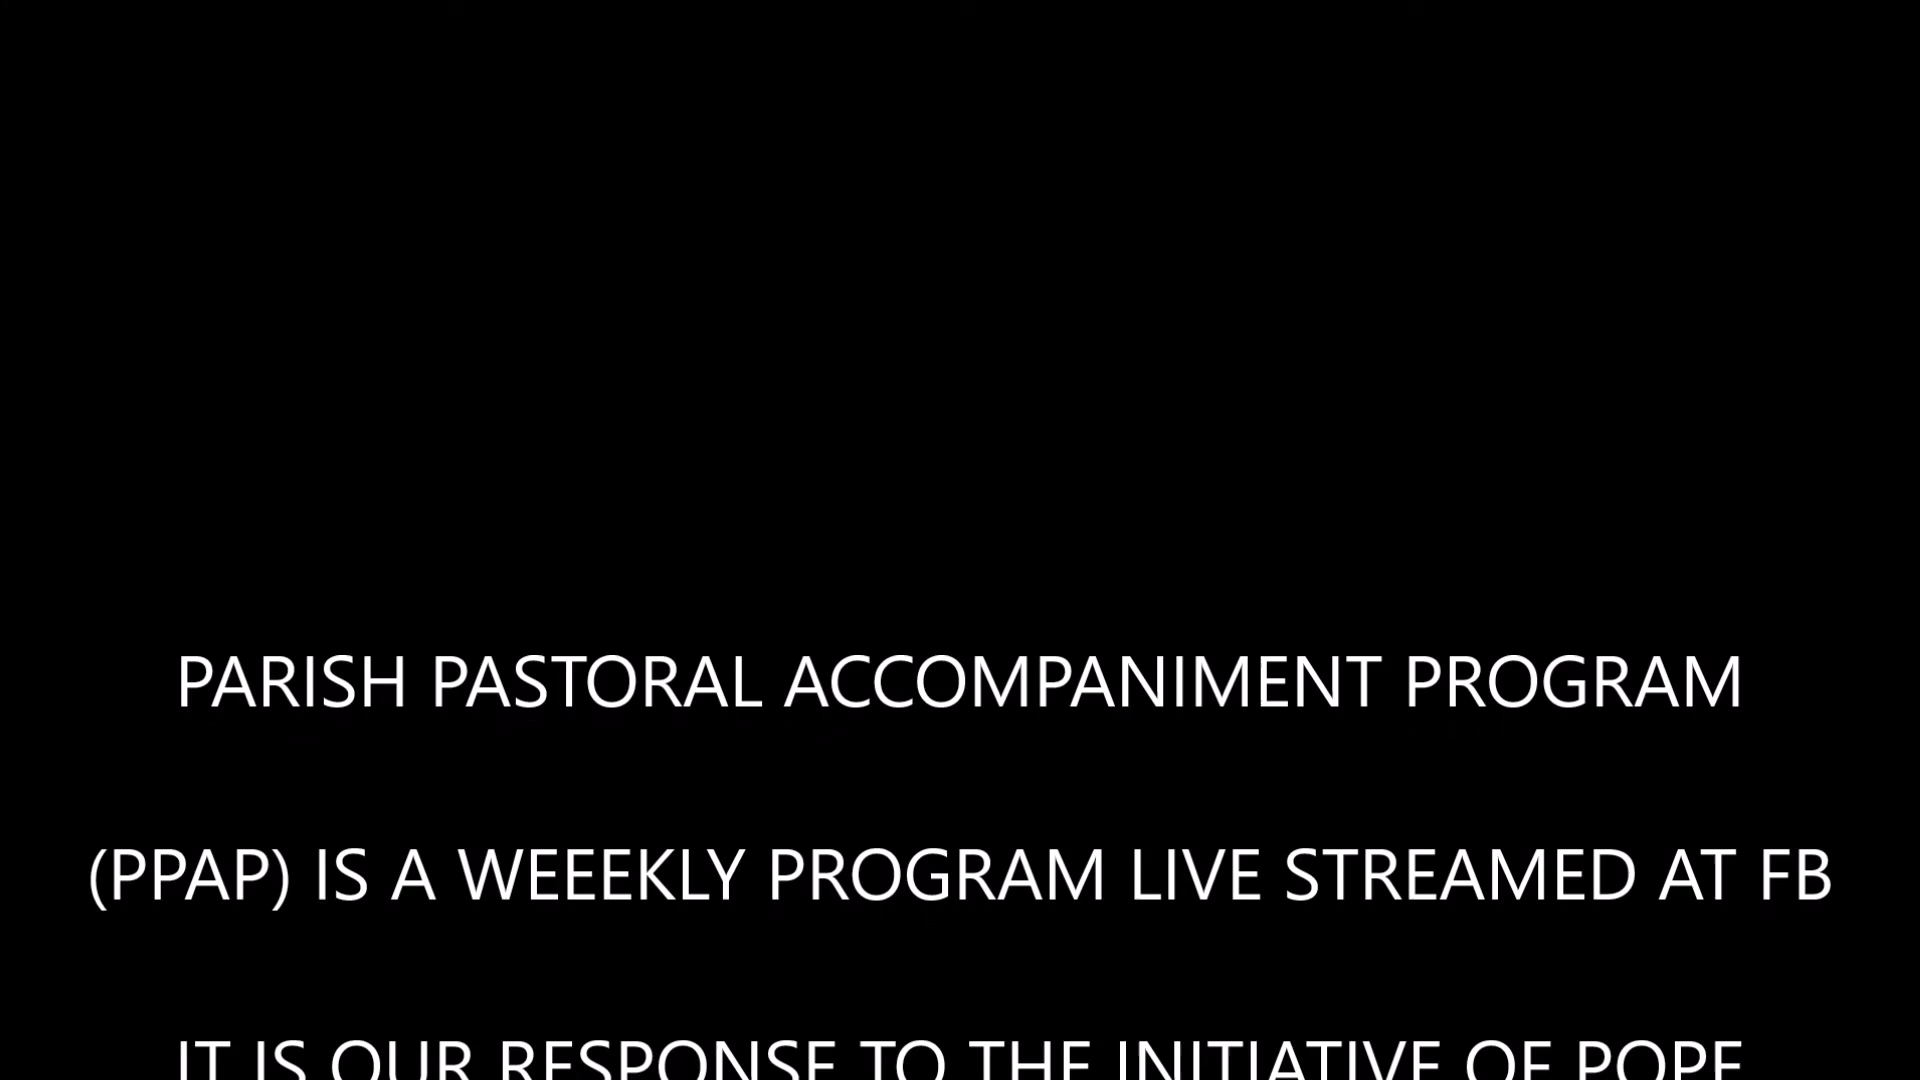 PARISH PASTORAL ACCOMPANIMENT PROGRAM
(PPAP) IS A WEEEKLY PROGRAM LIVE STREAMED AT FB
IT IS OUR RESPONSE TO THE INITIATIVE OF POPE